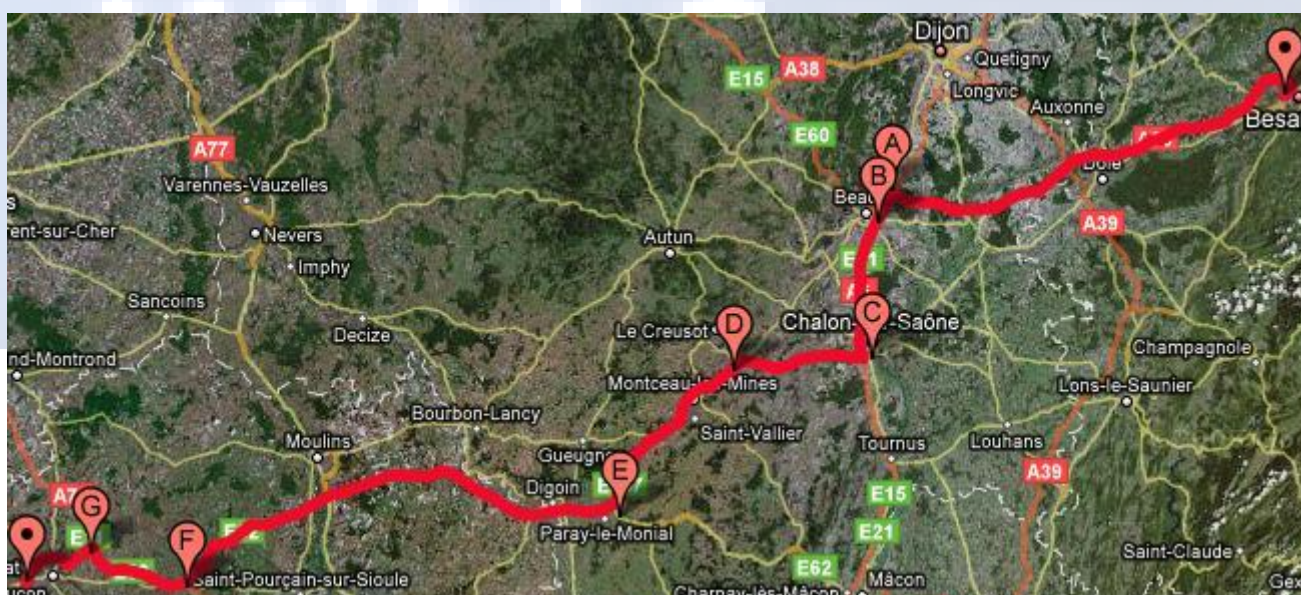 Dijon
Quetigny
E15
A38
Longvic
Auxonne
Besa
E60
A
A77
B
Varennes-Vauzelles
Dole
Beau
A39
s
rent-sur-Cher
Nevers
Autun
Imphy
Sancoins
Decize
C
Le Creusot
D
Chalon- -Saône
nd-Montrond
Champagnole
Montceau-les-Mines
Lons-le-Saunier
Bourbon-Lancy
Saint-Vallier
Moulins
Tournus
Louhans
Gueugn
E
A39
Digoin
E15
A7
G
Paray-le-Monial
E21
F
Saint-Claude
at
E62
Saint-Pourçain-sur-Sioule
Mâcon
Gex
uçon
Charnay-lès-Mâcon